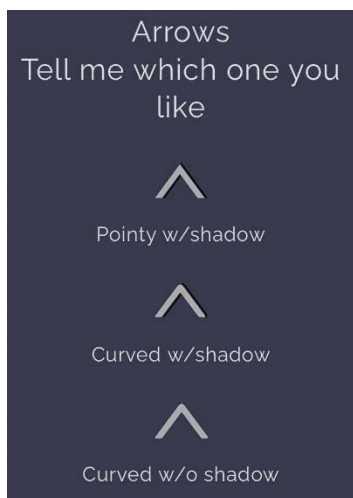 Arrows
Tell me which one you
like
Pointy w/shadow
Curved w/shadow
Curved w/o shadow